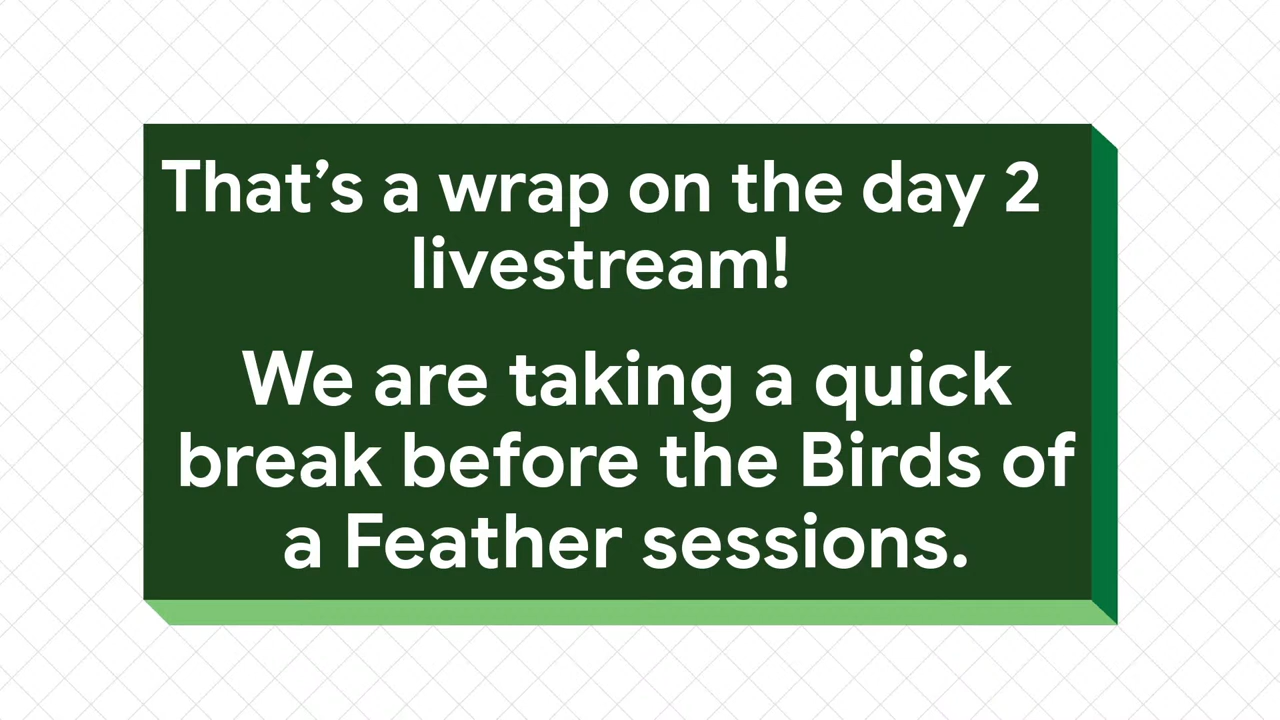 That’s a wrap on the day 2
livestream!
We are taking a quick
break before the Birds of
a Feather sessions.